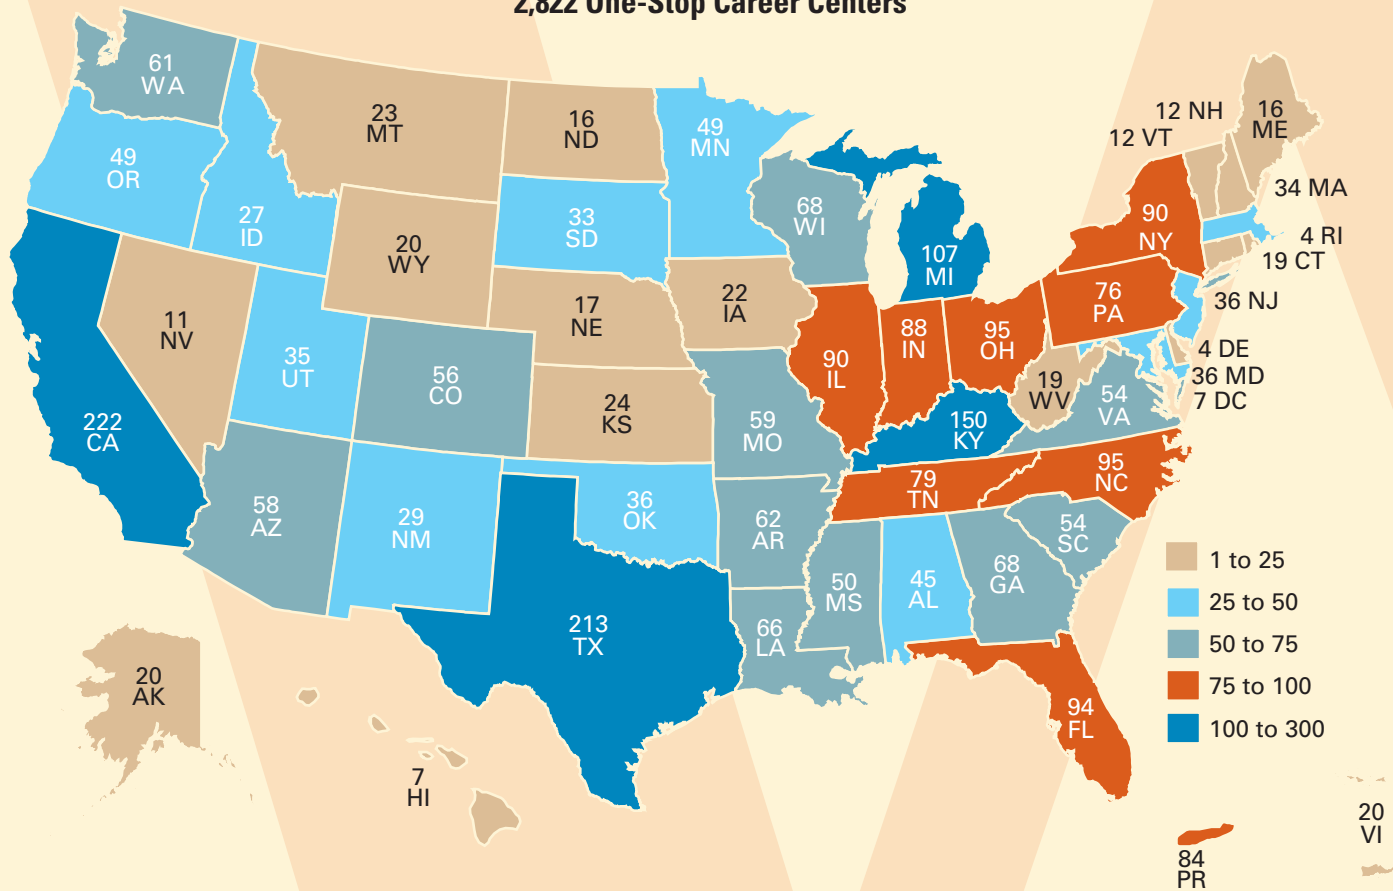 2,822 One-Stop Career Centers
61
WA
23
MT
16
ND
49
MN
12 NH
12 VT
16
ME
49
OR
27
ID
33
SD
68
WI
107
MI
90
NY
34 MA
4 RI
19 CT
20
WY
22
IA
17
NE
76
PA
36 NJ
11
NV
35
UT
56
CO
90
IL
88
IN
95
OH
4 DE
36 MD
7 DC
19
WV
54
VA
222
CA
24
KS
59
MO
150
KY
79
TN
95
NC
58
AZ
29
NM
36
OK
62
AR
54
SC
50
MS
45
AL
68
GA
213
TX
66
LA
94
FL
20
AK
7
HI
1 to 25
25 to 50
50 to 75
75 to 100
100 to 300
84
PR
20
VI